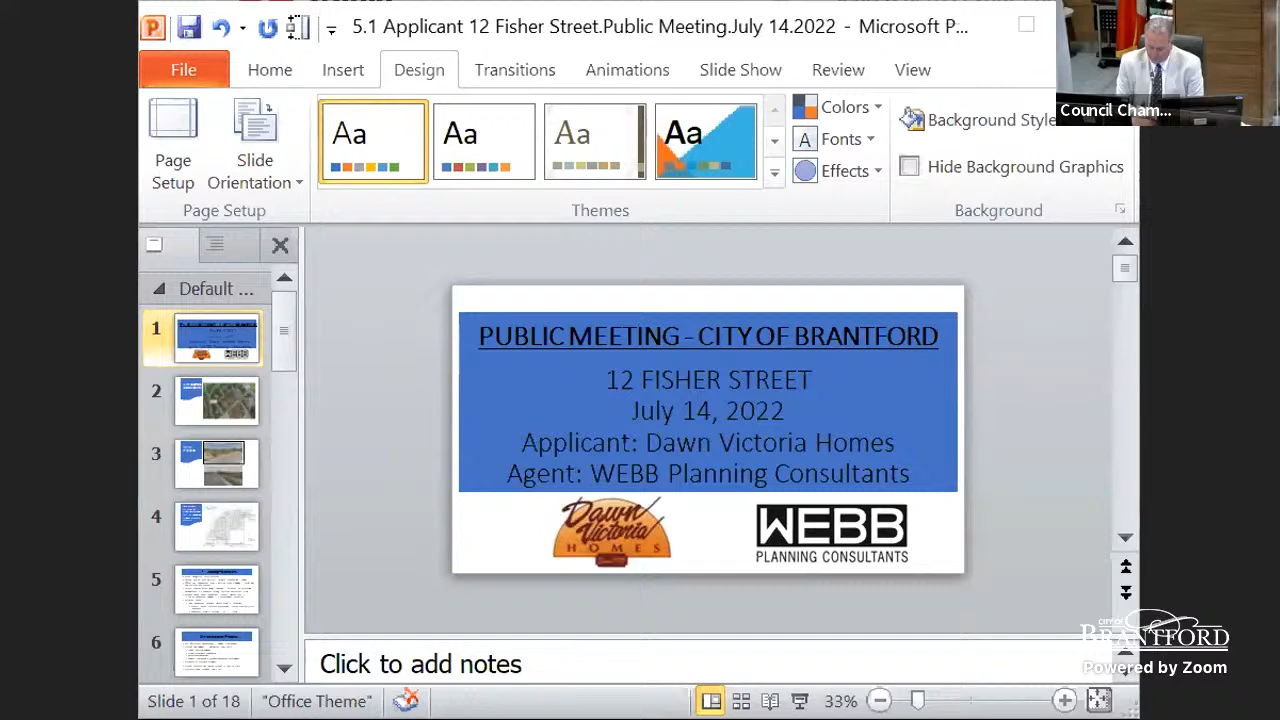 5.1 Applicant 12 Fisher Street.Public Meeting.July 14.2022 - Microsoft P...
File Home Insert Design Transitions Animations Slide Show Review View
Council Cham...
Page Setup
Slide Orientation
Aa Aa Aa Aa
Colors
Fonts
Effects
Background Style
Hide Background Graphics
Page Setup Themes Background
Default ...
1
2
3
4
5
6
PUBLIC MEETING - CITY OF BRANTFORD
12 FISHER STREET
July 14, 2022
Applicant: Dawn Victoria Homes
Agent: WEBB Planning Consultants
Dawn
Victoria
HOMES
WEBB
PLANNING CONSULTANTS
Click to add notes
CITY OF
BRANTFORD
Powered by Zoom
Slide 1 of 18 "Office Theme" 33%